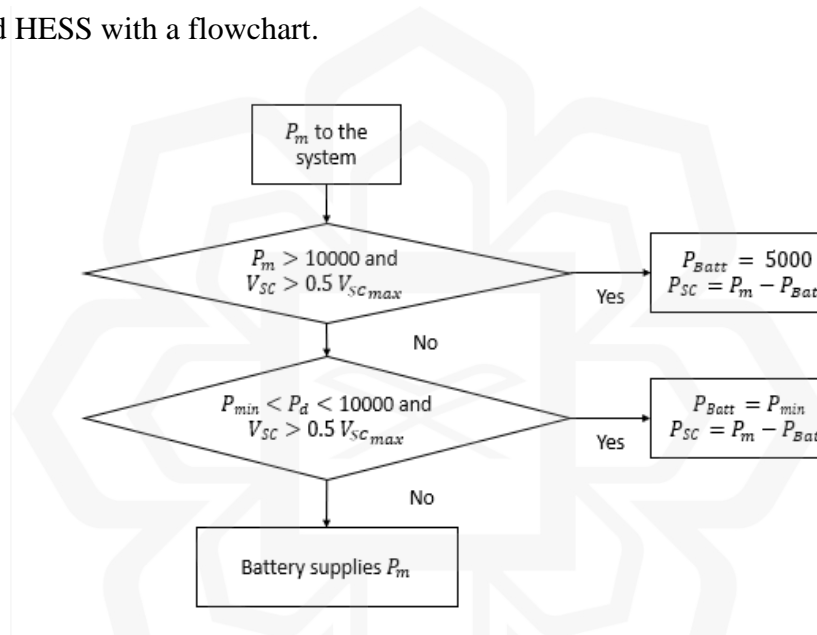 d HESS with a flowchart.
P_m to the
system
P_m > 10000 and
V_SC > 0.5 V_SC_max
Yes
P_Batt = 5000
P_SC = P_m − P_Bat
No
P_min < P_d < 10000 and
V_SC > 0.5 V_SC_max
Yes
P_Batt = P_min
P_SC = P_m − P_Bat
No
Battery supplies P_m